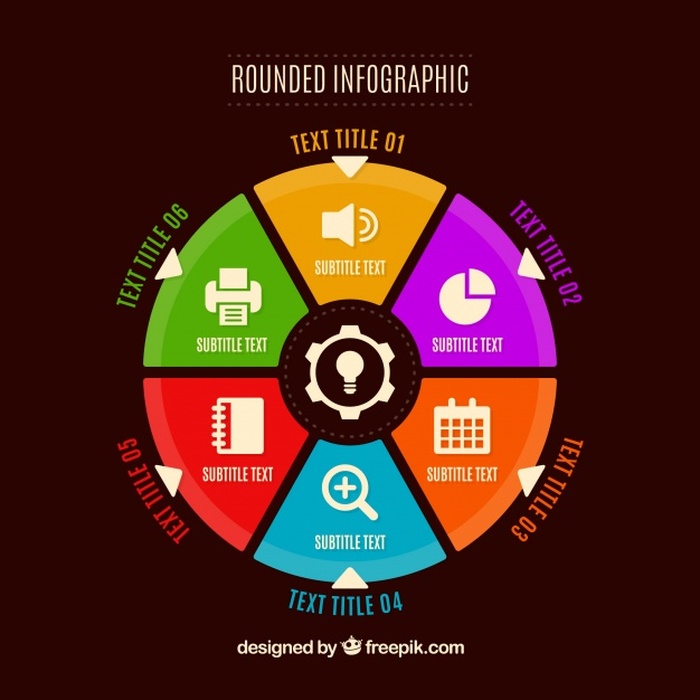 ROUNDED INFOGRAPHIC
TEXT TITLE 01
SUBTITLE TEXT
TEXT TITLE 02
SUBTITLE TEXT
TEXT TITLE 03
SUBTITLE TEXT
TEXT TITLE 04
SUBTITLE TEXT
TEXT TITLE 05
SUBTITLE TEXT
TEXT TITLE 06
SUBTITLE TEXT
designed by freepik.com